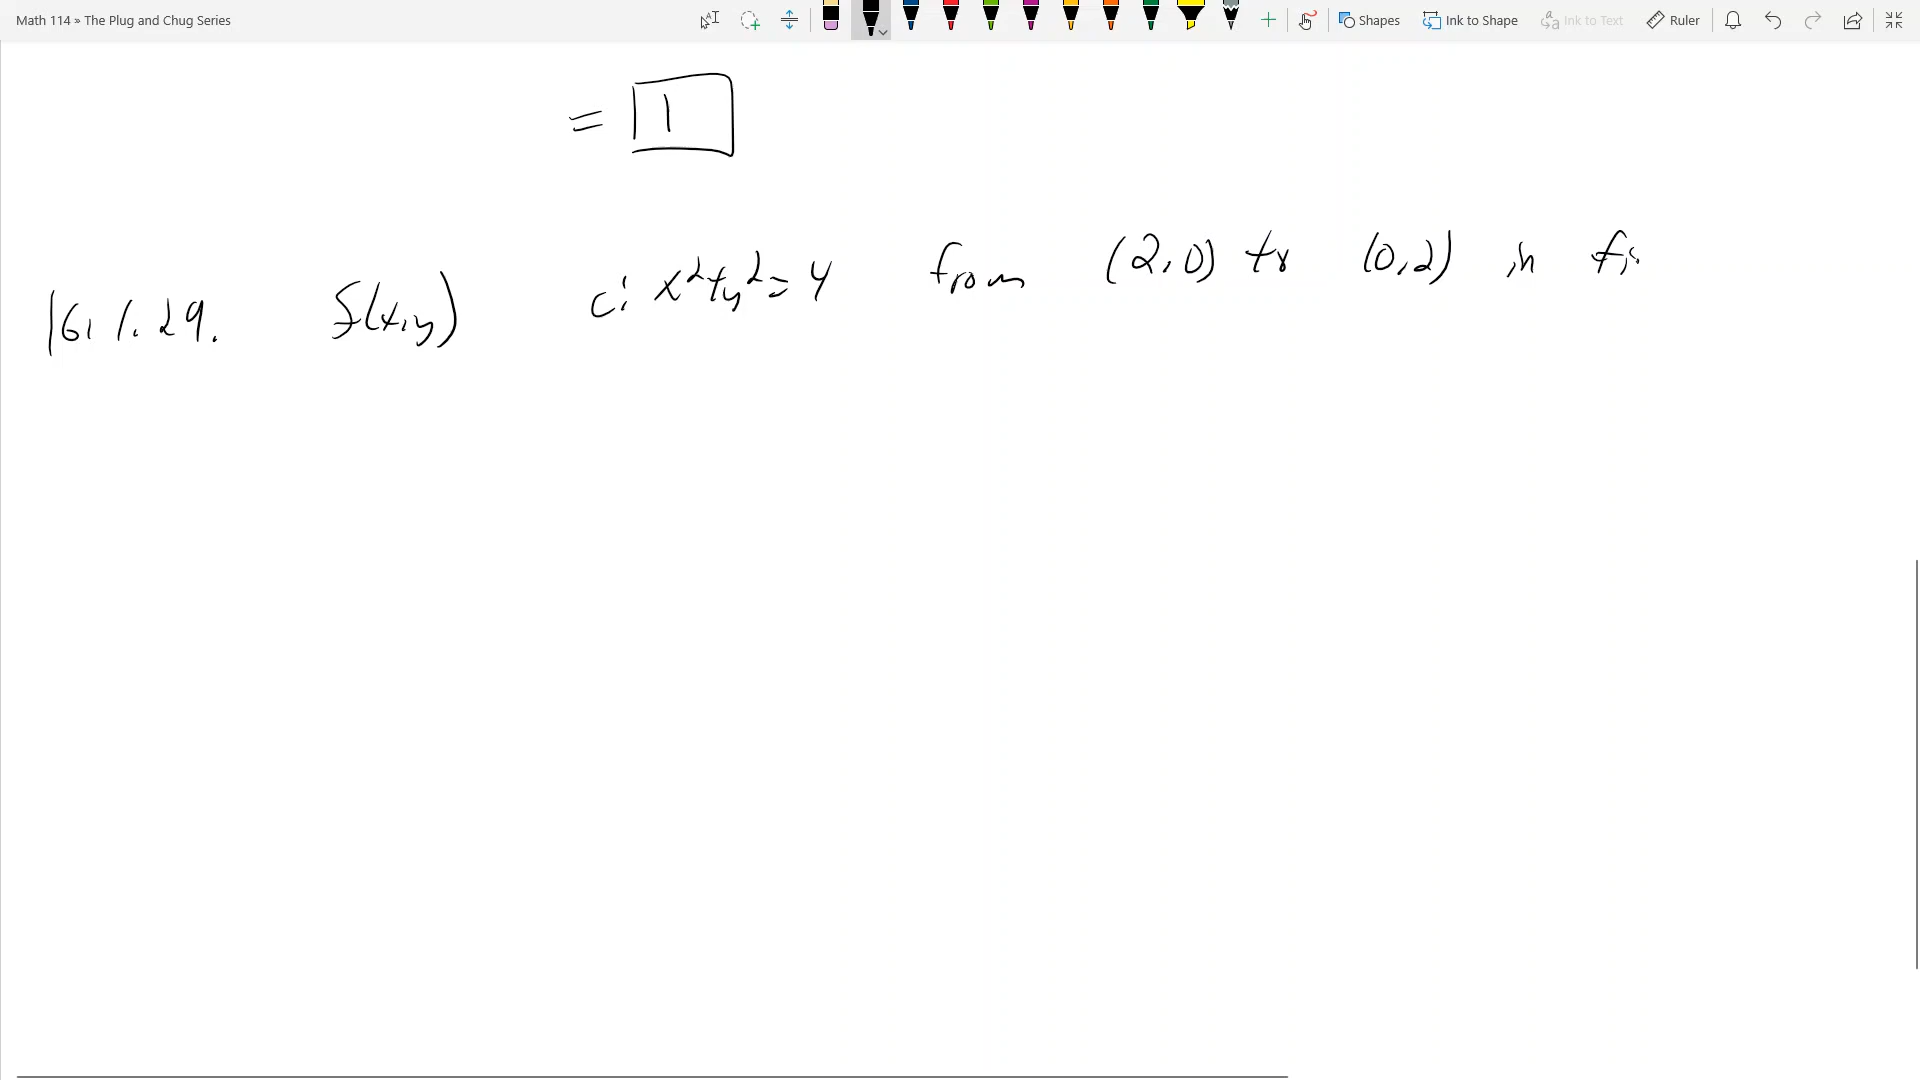 Math 114 » The Plug and Chug Series
Shapes
Ink to Shape
Ink to Text
Ruler
= 1
16.1.29. f(x,y) C: x²+y²=4 from (2,0) to (0,2) in